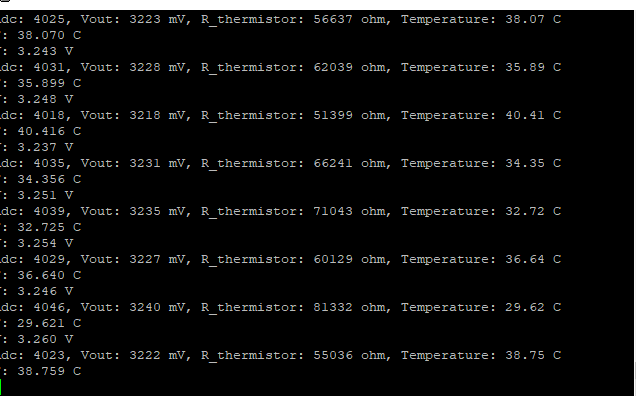 dc: 4025, Vout: 3223 mV, R_thermistor: 56637 ohm, Temperature: 38.07 C
: 38.070 C
: 3.243 V
dc: 4031, Vout: 3228 mV, R_thermistor: 62039 ohm, Temperature: 35.89 C
: 35.899 C
: 3.248 V
dc: 4018, Vout: 3218 mV, R_thermistor: 51399 ohm, Temperature: 40.41 C
: 40.416 C
: 3.237 V
dc: 4035, Vout: 3231 mV, R_thermistor: 66241 ohm, Temperature: 34.35 C
: 34.356 C
: 3.251 V
dc: 4039, Vout: 3235 mV, R_thermistor: 71043 ohm, Temperature: 32.72 C
: 32.725 C
: 3.254 V
dc: 4029, Vout: 3227 mV, R_thermistor: 60129 ohm, Temperature: 36.64 C
: 36.640 C
: 3.246 V
dc: 4046, Vout: 3240 mV, R_thermistor: 81332 ohm, Temperature: 29.62 C
: 29.621 C
: 3.260 V
dc: 4023, Vout: 3222 mV, R_thermistor: 55036 ohm, Temperature: 38.75 C
: 38.759 C